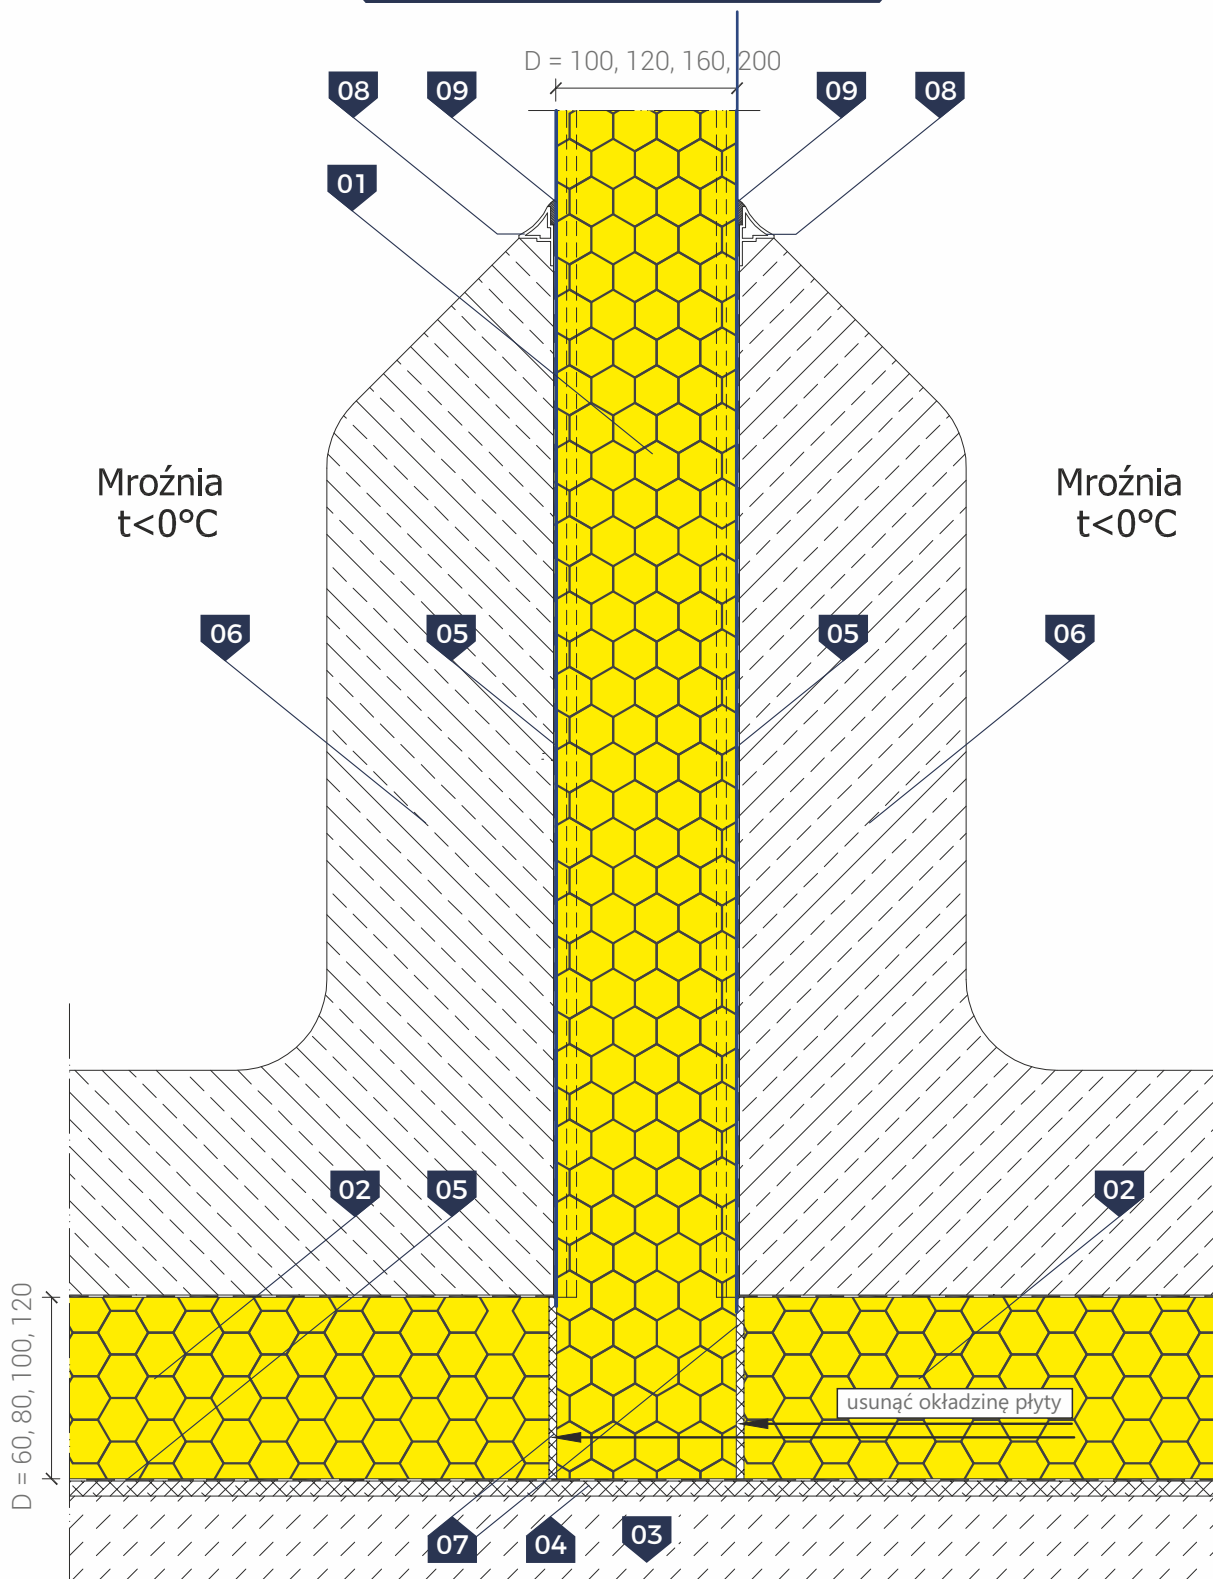 D = 100, 120, 160, 200
08
09
09
08
01
Mroźnia
t<0°C
Mroźnia
t<0°C
06
05
05
06
02
05
02
D = 60, 80, 100, 120
usunąć okładzinę płyty
07
04
03